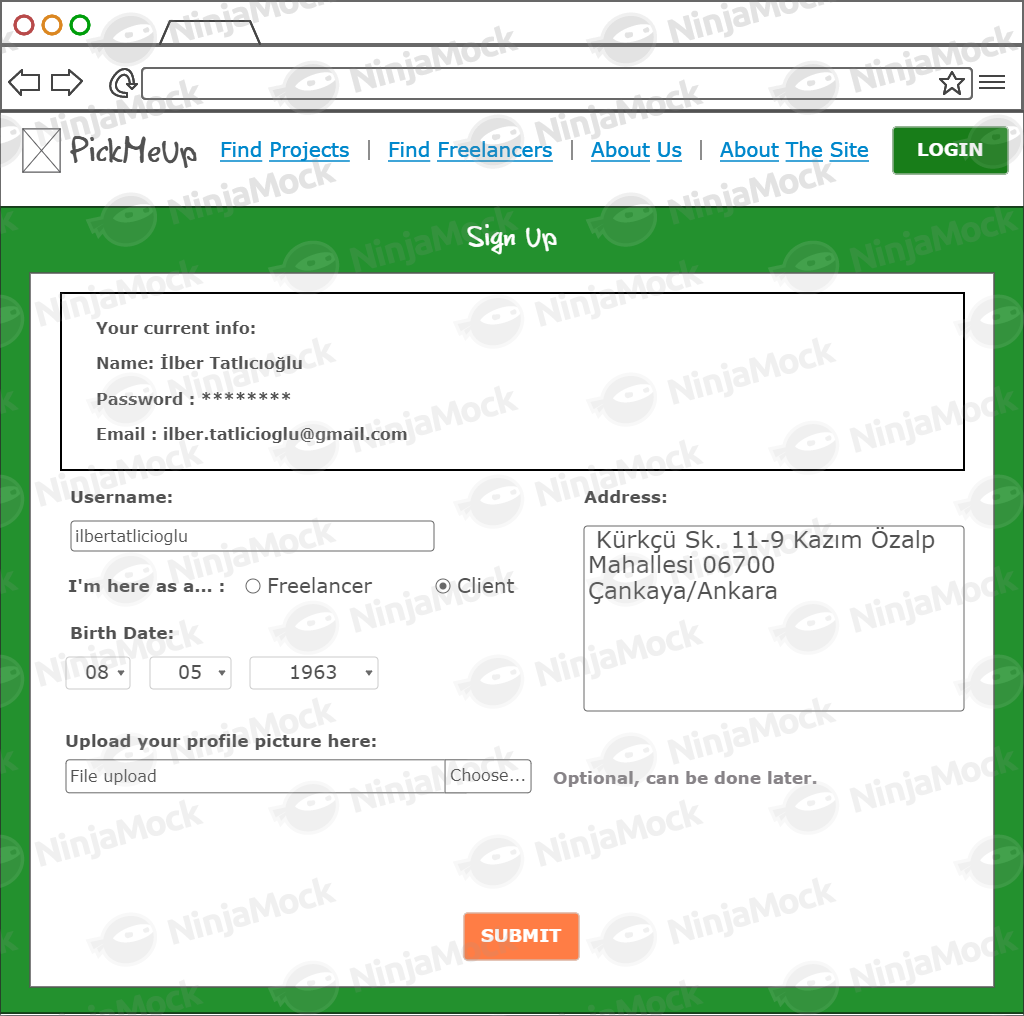 PickMeUp Find Projects | Find Freelancers | About Us | About The Site LOGIN
Sign Up
Your current info:
Name: İlber Tatlıcıoğlu
Password : ********
Email : ilber.tatlicioglu@gmail.com
Username:
ilbertatlicioglu
I'm here as a... : Freelancer Client
Birth Date:
08 05 1963
Address:
Kürkçü Sk. 11-9 Kazım Özalp
Mahallesi 06700
Çankaya/Ankara
Upload your profile picture here:
File upload Choose... Optional, can be done later.
SUBMIT
NinjaMock